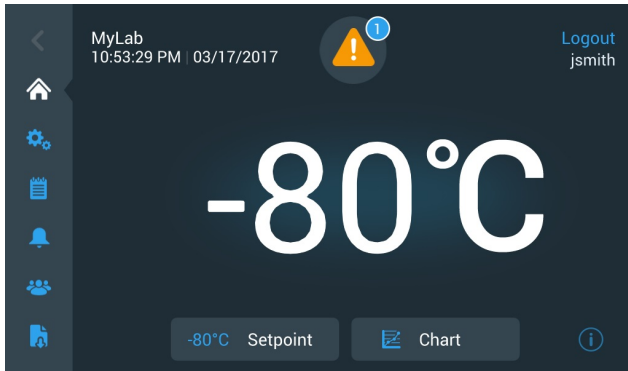 MyLab
10:53:29 PM | 03/17/2017
1
Logout
jsmith
-80°C
-80°C Setpoint
Chart